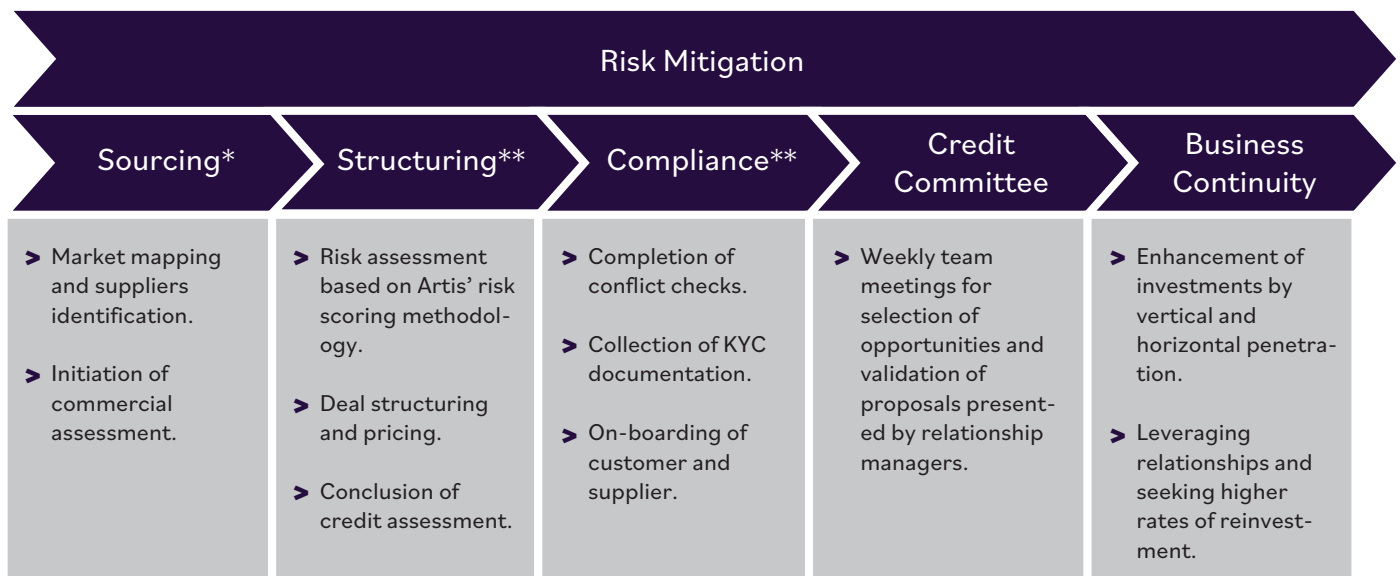 Risk Mitigation
Sourcing*
Structuring**
Compliance**
Credit
Committee
Business
Continuity
> Market mapping
and suppliers
identification.
> Initiation of
commercial
assessment.
> Risk assessment
based on Artis’ risk
scoring methodol-
ogy.
> Deal structuring
and pricing.
> Conclusion of
credit assessment.
> Completion of
conflict checks.
> Collection of KYC
documentation.
> On-boarding of
customer and
supplier.
> Weekly team
meetings for
selection of
opportunities and
validation of
proposals present-
ed by relationship
managers.
> Enhancement of
investments by
vertical and
horizontal penetra-
tion.
> Leveraging
relationships and
seeking higher
rates of reinvest-
ment.